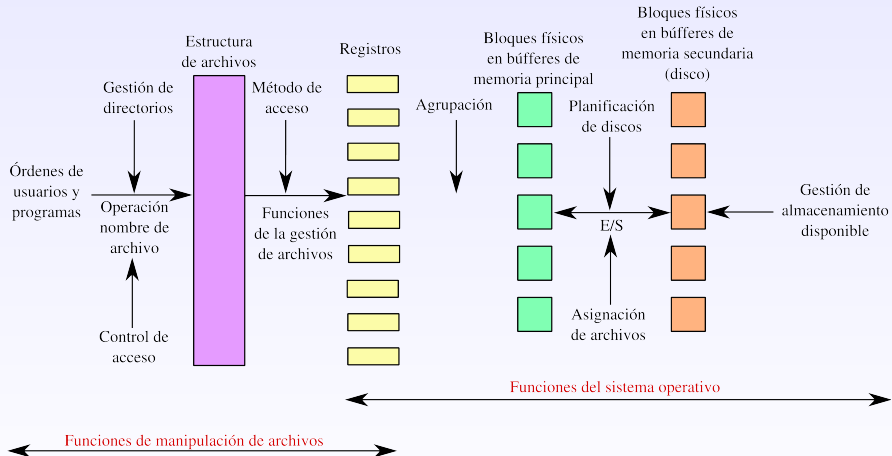 Estructura
de archivos
Registros
Bloques físicos
en búfferes de
memoria principal
Bloques físicos
en búfferes de
memoria secundaria
(disco)
Gestión de
directorios
Método de
acceso
Agrupación
Planificación
de discos
Órdenes de
usuarios y
programas
Operación
nombre de
archivo
Funciones
de la gestión
de archivos
E/S
Gestión de
almacenamiento
disponible
Control de
acceso
Asignación
de archivos
Funciones del sistema operativo
Funciones de manipulación de archivos